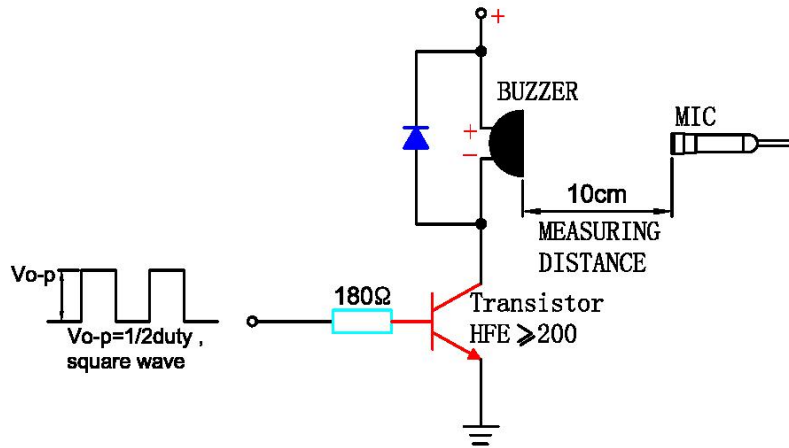 +
BUZZER
MIC
+
−
10cm
MEASURING
DISTANCE
Vo-p
180Ω
Transistor
HFE ⩾200
Vo-p=1/2duty ,
square wave